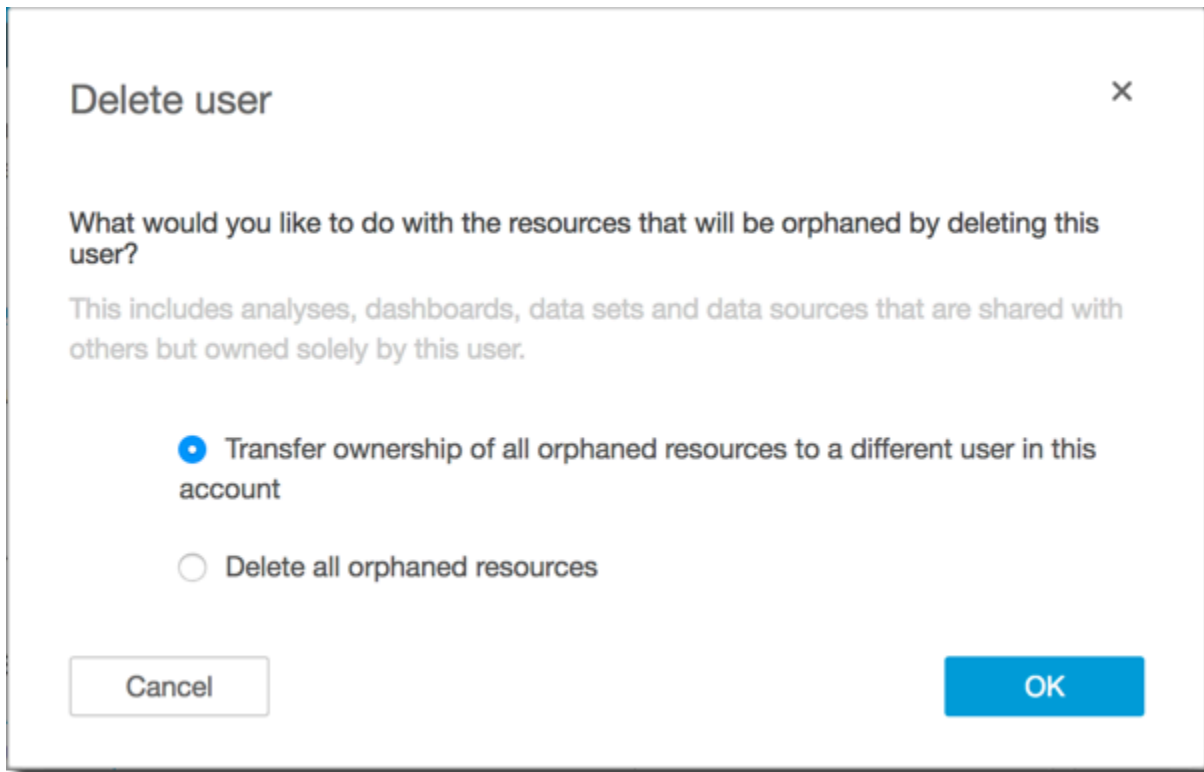 Delete user
What would you like to do with the resources that will be orphaned by deleting this
user?
This includes analyses, dashboards, data sets and data sources that are shared with
others but owned solely by this user.
Transfer ownership of all orphaned resources to a different user in this
account
Delete all orphaned resources
Cancel
OK